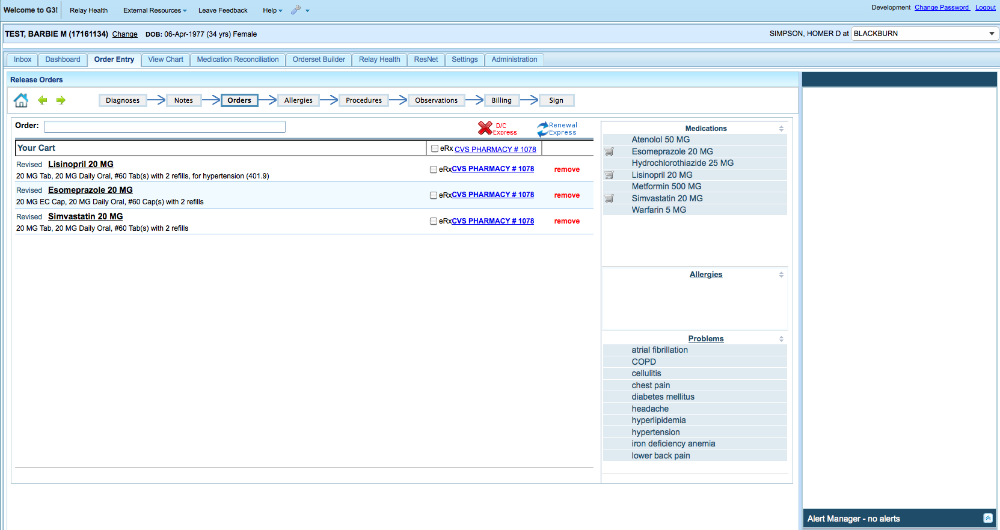 Welcome to G3! Relay Health External Resources Leave Feedback Help Development Change Password Logout
TEST, BARBIE M (17161134) Change DOB: 06-Apr-1977 (34 yrs) Female SIMPSON, HOMER D at BLACKBURN
Inbox Dashboard Order Entry View Chart Medication Reconciliation Orderset Builder Relay Health ResNet Settings Administration
Release Orders
Diagnoses Notes Orders Allergies Procedures Observations Billing Sign
Order:
D/C
Express
Renewal
Express
Your Cart eRx CVS PHARMACY # 1078
Revised Lisinopril 20 MG
20 MG Tab, 20 MG Daily Oral, #60 Tab(s) with 2 refills, for hypertension (401.9)
eRx CVS PHARMACY # 1078 remove
Revised Esomeprazole 20 MG
20 MG EC Cap, 20 MG Daily Oral, #60 Cap(s) with 2 refills
eRx CVS PHARMACY # 1078 remove
Revised Simvastatin 20 MG
20 MG Tab, 20 MG Daily Oral, #60 Tab(s) with 2 refills
eRx CVS PHARMACY # 1078 remove
Medications
Atenolol 50 MG
Esomeprazole 20 MG
Hydrochlorothiazide 25 MG
Lisinopril 20 MG
Metformin 500 MG
Simvastatin 20 MG
Warfarin 5 MG
Allergies
Problems
atrial fibrillation
COPD
cellulitis
chest pain
diabetes mellitus
headache
hyperlipidemia
hypertension
iron deficiency anemia
lower back pain
Alert Manager - no alerts